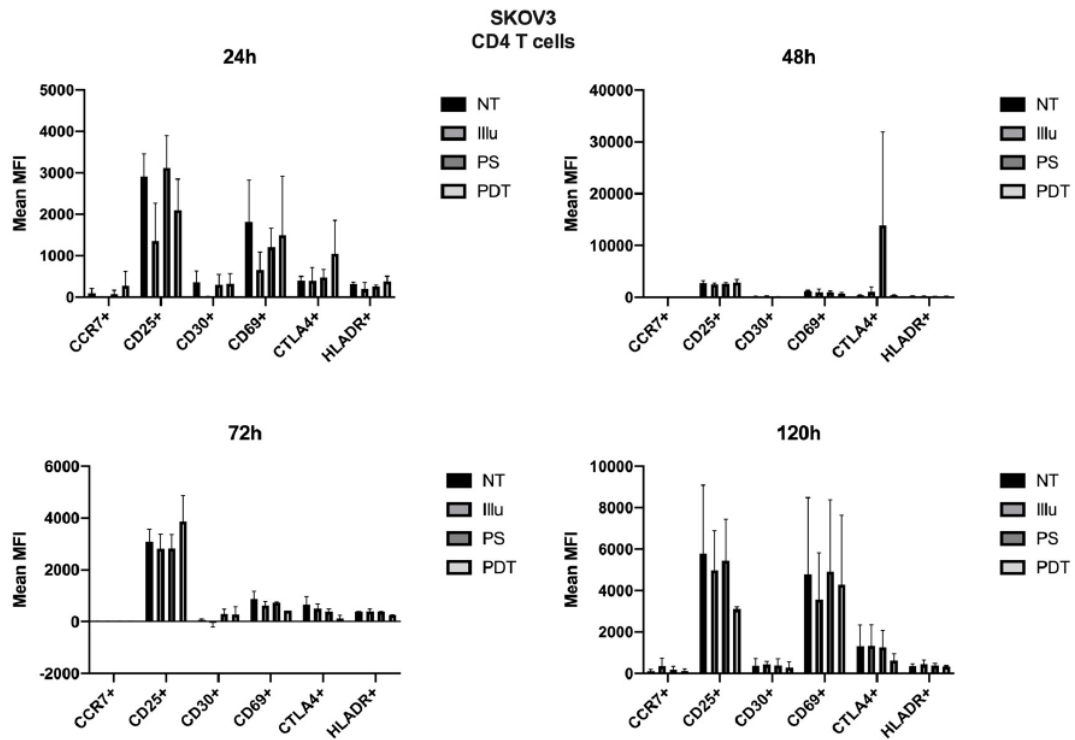 SKOV3
CD4 T cells
24h
5000
4000
3000
2000
1000
0
Mean MFI
CCR7+
CD25+
CD30+
CD69+
CTLA4+
HLADR+
NT
Illu
PS
PDT
48h
40000
30000
20000
10000
0
Mean MFI
CCR7+
CD25+
CD30+
CD69+
CTLA4+
HLADR+
NT
Illu
PS
PDT
72h
6000
4000
2000
0
-2000
Mean MFI
CCR7+
CD25+
CD30+
CD69+
CTLA4+
HLADR+
NT
Illu
PS
PDT
120h
10000
8000
6000
4000
2000
0
Mean MFI
CCR7+
CD25+
CD30+
CD69+
CTLA4+
HLADR+
NT
Illu
PS
PDT